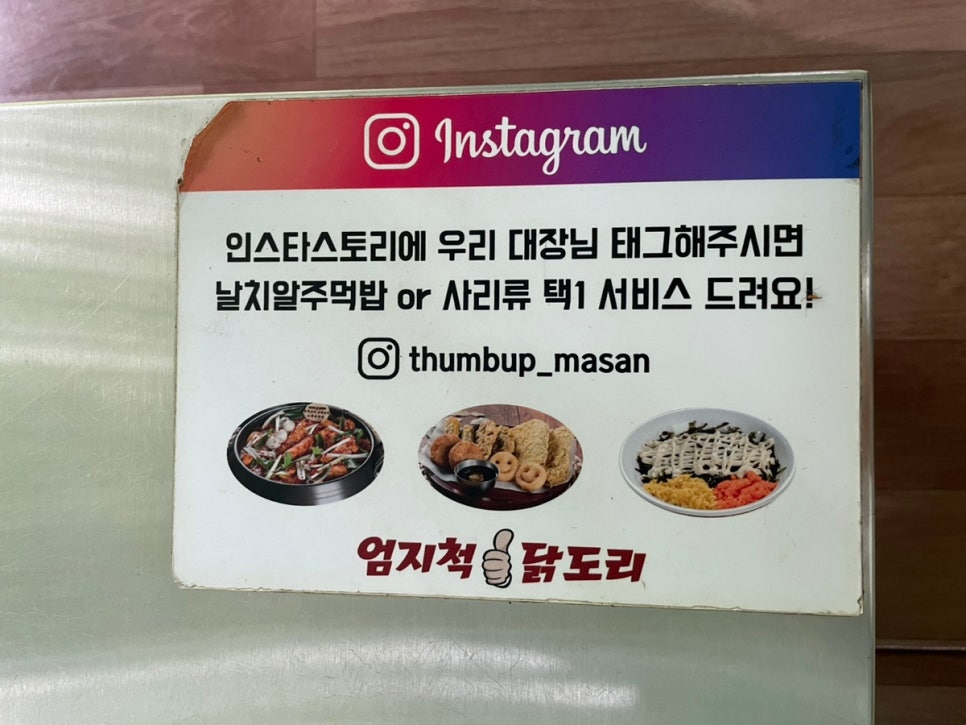 Instagram
인스타스토리에 우리 대장님 태그해주시면
날치알주먹밥 or 사리류 택1 서비스 드려요!
thumbup_masan
엄지척 닭도리